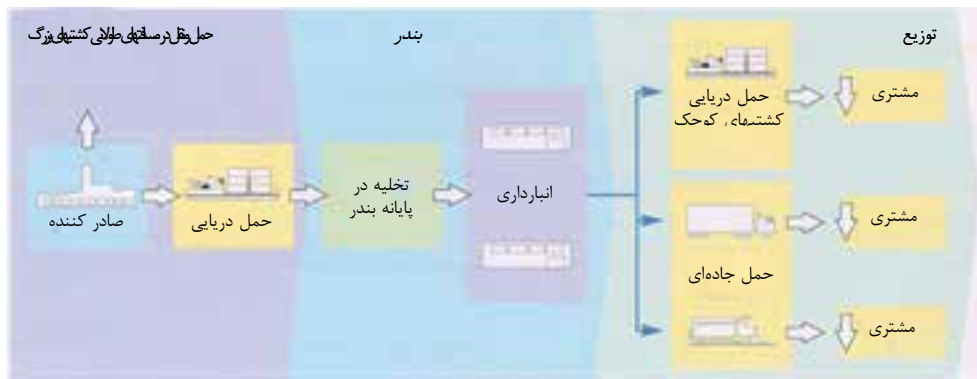 توزیع
بندر
حمل ونقل در مسافتهای طولانی کشتیهای بزرگ
صادر کننده
حمل دریایی
تخلیه در
پایانه بندر
انبارداری
حمل دریایی
کشتیهای کوچک
مشتری
حمل جاده‌ای
مشتری
مشتری